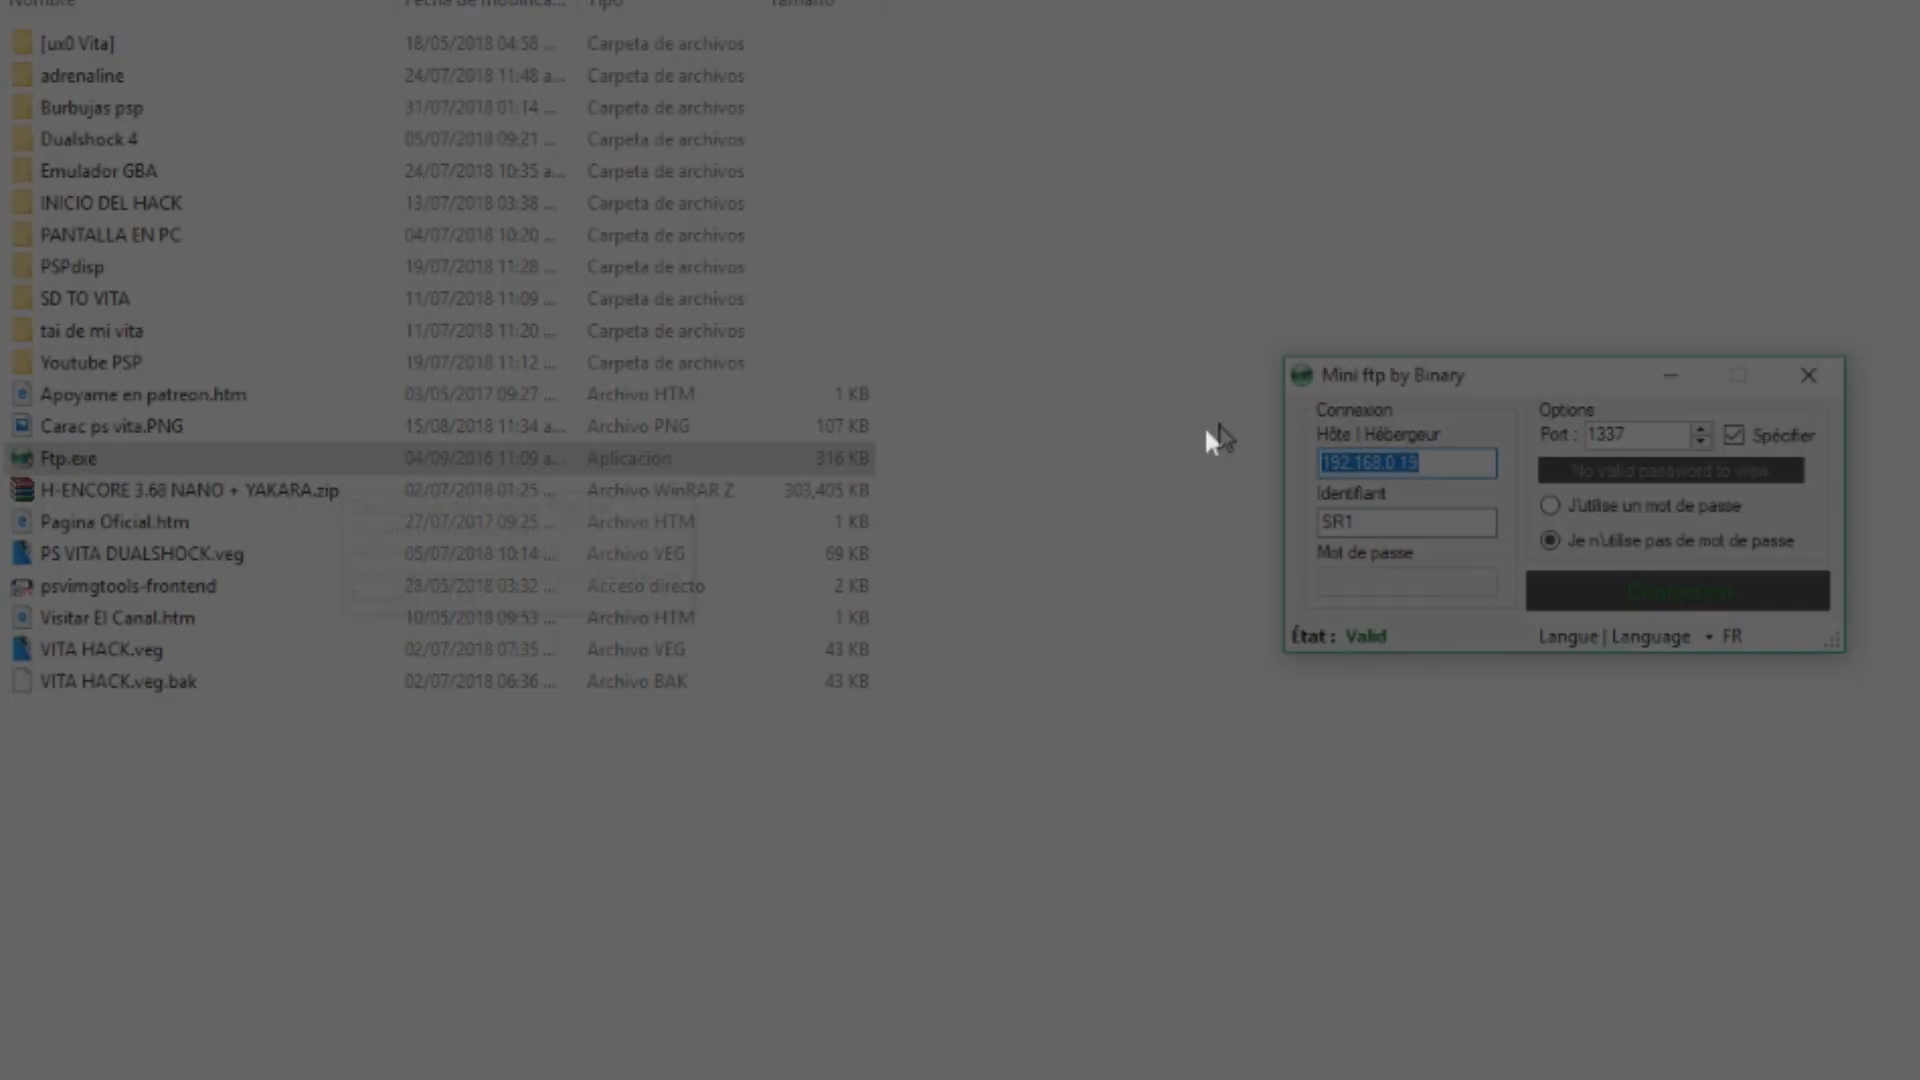 Nombre Fecha de modifica... Tipo Tamaño
[ux0 Vita] 18/05/2018 04:58 ... Carpeta de archivos
adrenaline 24/07/2018 11:48 a... Carpeta de archivos
Burbujas psp 31/07/2018 01:14 ... Carpeta de archivos
Dualshock 4 05/07/2018 09:21 ... Carpeta de archivos
Emulador GBA 24/07/2018 10:35 a... Carpeta de archivos
INICIO DEL HACK 13/07/2018 03:38 ... Carpeta de archivos
PANTALLA EN PC 04/07/2018 10:20 ... Carpeta de archivos
PSPdisp 19/07/2018 11:28 ... Carpeta de archivos
SD TO VITA 11/07/2018 11:09 ... Carpeta de archivos
tai de mi vita 11/07/2018 11:20 ... Carpeta de archivos
Youtube PSP 19/07/2018 11:12 ... Carpeta de archivos
Apoyame en patreon.htm 03/05/2017 09:27 ... Archivo HTM 1 KB
Carac ps vita.PNG 15/08/2018 11:34 a... Archivo PNG 107 KB
Ftp.exe 04/09/2016 11:09 a... Aplicación 316 KB
H-ENCORE 3.68 NANO + YAKARA.zip 02/07/2018 01:25 ... Archivo WinRAR Z 303,405 KB
Pagina Oficial.htm 27/07/2017 09:25 ... Archivo HTM 1 KB
PS VITA DUALSHOCK.veg 05/07/2018 10:14 ... Archivo VEG 69 KB
psvimgtools-frontend 28/05/2018 03:32 ... Acceso directo 2 KB
Visitar El Canal.htm 10/05/2018 09:53 ... Archivo HTM 1 KB
VITA HACK.veg 02/07/2018 07:35 ... Archivo VEG 43 KB
VITA HACK.veg.bak 02/07/2018 06:36 ... Archivo BAK 43 KB
Mini ftp by Binary
Connexion
Hôte | Hébergeur
192.168.0.19
Identifiant
SR1
Mot de passe
Options
Port : 1337 Spécifier
No valid password to view
J'utilise un mot de passe
Je n'utilise pas de mot de passe
État : Valid
Langue | Language FR